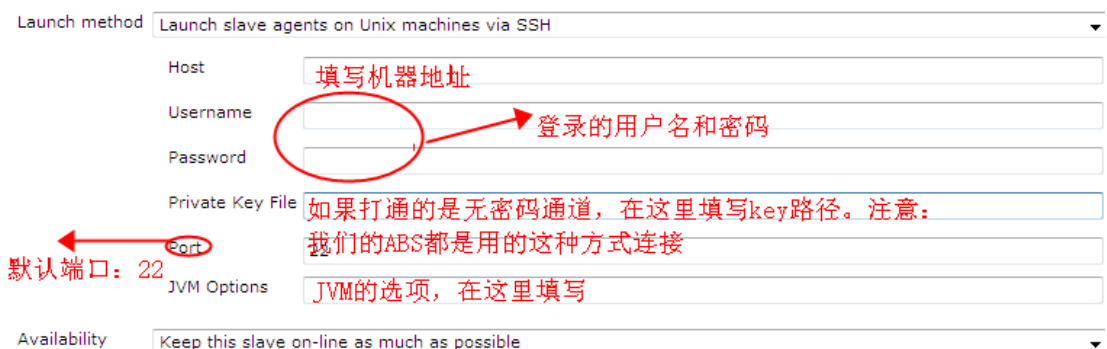 Launch method Launch slave agents on Unix machines via SSH
Host 填写机器地址
Username
登录的用户名和密码
Password
Private Key File 如果打通的是无密码通道，在这里填写key路径。注意：
Port 22 我们的ABS都是用的这种方式连接
默认端口：22
JVM Options JVM的选项，在这里填写
Availability Keep this slave on-line as much as possible